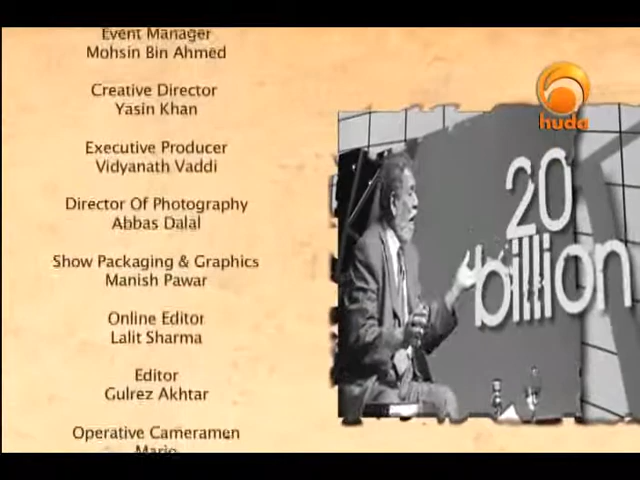 Event Manager
Mohsin Bin Ahmed
Creative Director
Yasin Khan
Executive Producer
Vidyanath Vaddi
Director Of Photography
Abbas Dalal
Show Packaging & Graphics
Manish Pawar
Online Editor
Lalit Sharma
Editor
Gulrez Akhtar
Operative Cameramen
Mario
huda
20
billion